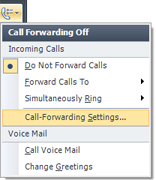 Call Forwarding Off
Incoming Calls
Do Not Forward Calls
Forward Calls To
Simultaneously Ring
Call-Forwarding Settings...
Voice Mail
Call Voice Mail
Change Greetings